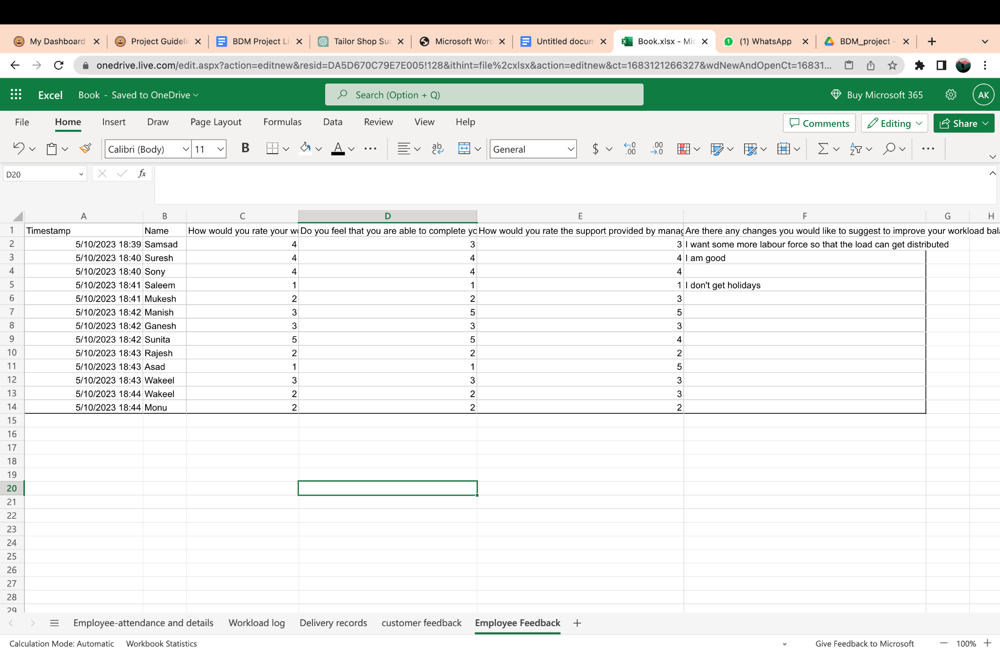 My Dashboard Project Guideli BDM Project Li Tailor Shop Suc Microsoft Word Untitled docum Book.xlsx - Mic (1) WhatsApp BDM_project -
onedrive.live.com/edit.aspx?action=editnew&resid=DA5D670C79E7E005!128&ithint=file%2cxlsx&action=editnew&ct=1683121266327&wdNewAndOpenCt=16831...
Excel Book - Saved to OneDrive Search (Option + Q) Buy Microsoft 365 AK
File Home Insert Draw Page Layout Formulas Data Review View Help Comments Editing Share
Calibri (Body) 11 B A ... ab General $
D20 fx
A B C D E F G H
1 Timestamp Name How would you rate your wo Do you feel that you are able to complete yo How would you rate the support provided by manag Are there any changes you would like to suggest to improve your workload bala
2 5/10/2023 18:39 Samsad 4 3 3 I want some more labour force so that the load can get distributed
3 5/10/2023 18:40 Suresh 4 4 4 I am good
4 5/10/2023 18:40 Sony 4 4 4
5 5/10/2023 18:41 Saleem 1 1 1 I don't get holidays
6 5/10/2023 18:41 Mukesh 2 2 3
7 5/10/2023 18:42 Manish 3 5 5
8 5/10/2023 18:42 Ganesh 3 3 3
9 5/10/2023 18:42 Sunita 5 5 4
10 5/10/2023 18:43 Rajesh 2 2 2
11 5/10/2023 18:43 Asad 1 1 5
12 5/10/2023 18:43 Wakeel 3 3 3
13 5/10/2023 18:44 Wakeel 2 2 3
14 5/10/2023 18:44 Monu 2 2 2
15
16
17
18
19
20
21
22
23
24
25
26
27
28
29
Employee-attendance and details Workload log Delivery records customer feedback Employee Feedback
Calculation Mode: Automatic Workbook Statistics Give Feedback to Microsoft 100%